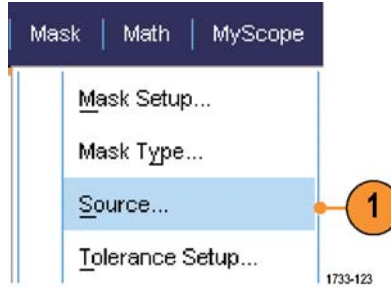 Mask | Math | MyScope
Mask Setup...
Mask Type...
Source...
1
Tolerance Setup...
1733-123